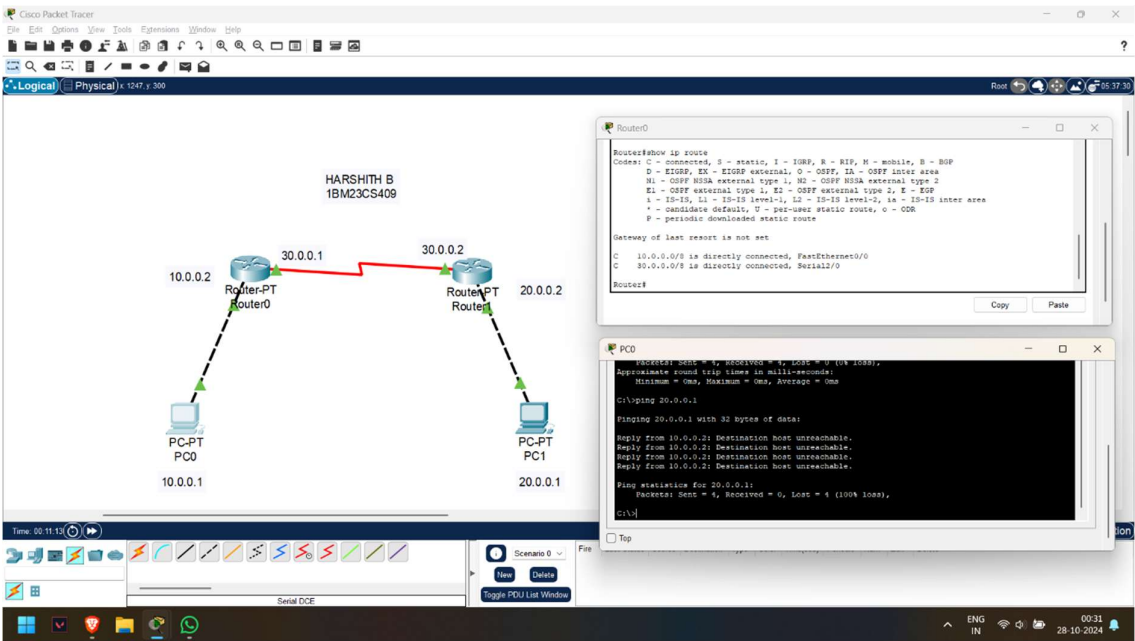 Cisco Packet Tracer
File Edit Options View Tools Extensions Window Help
?
Logical Physical x: 1247, y: 300
Root 05:37:30
HARSHITH B
1BM23CS409
30.0.0.1
30.0.0.2
10.0.0.2
Router-PT
Router0
Router-PT
20.0.0.2
PC-PT
PC0
10.0.0.1
PC-PT
PC1
20.0.0.1
Router0
Router#show ip route
Codes: C - connected, S - static, I - IGRP, R - RIP, M - mobile, B - BGP
D - EIGRP, EX - EIGRP external, O - OSPF, IA - OSPF inter area
N1 - OSPF NSSA external type 1, N2 - OSPF NSSA external type 2
E1 - OSPF external type 1, E2 - OSPF external type 2, E - EGP
i - IS-IS, L1 - IS-IS level-1, L2 - IS-IS level-2, ia - IS-IS inter area
* - candidate default, U - per-user static route, o - ODR
P - periodic downloaded static route
Gateway of last resort is not set
C 10.0.0.0/8 is directly connected, FastEthernet0/0
C 30.0.0.0/8 is directly connected, Serial2/0
Router#
Copy Paste
PC0
Packets: Sent = 4, Received = 4, Lost = 0 (0% loss),
Approximate round trip times in milli-seconds:
Minimum = 0ms, Maximum = 0ms, Average = 0ms
C:\>ping 20.0.0.1
Pinging 20.0.0.1 with 32 bytes of data:
Reply from 10.0.0.2: Destination host unreachable.
Reply from 10.0.0.2: Destination host unreachable.
Reply from 10.0.0.2: Destination host unreachable.
Reply from 10.0.0.2: Destination host unreachable.
Ping statistics for 20.0.0.1:
Packets: Sent = 4, Received = 0, Lost = 4 (100% loss),
C:\>
Top
Time: 00:11:13
Scenario 0
Fire
New Delete
Toggle PDU List Window
Serial DCE
ENG
IN
00:31
28-10-2024